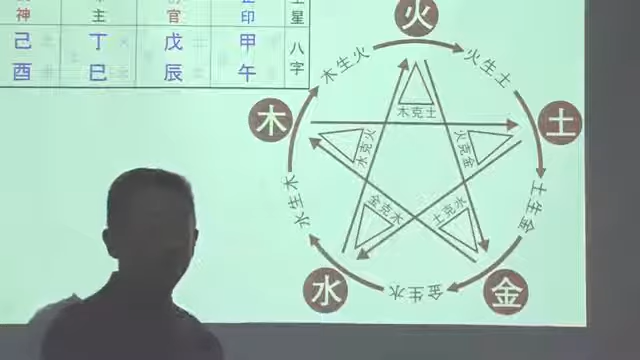 神 主 官 印 星
己 丁 戊 甲 八
酉 巳 辰 午 字
火
木生火
火生土
木
土
木克土
水克火
火克金
金克木
土克水
水生木
土生金
水
金生水
金